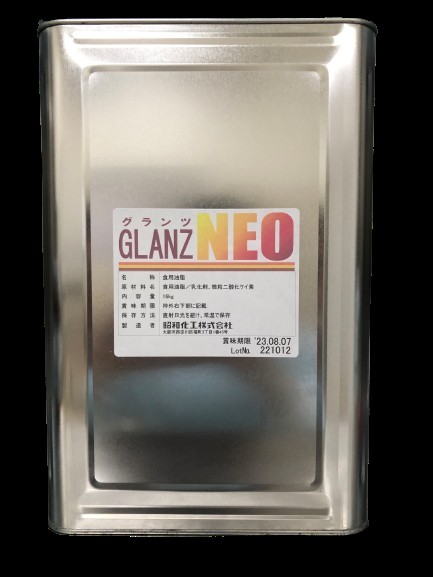 グランツ
GLANZ NEO
名 称 食用油脂
原 材 料 名 食用油脂／乳化剤、微粒二酸化ケイ素
内 容 量 16kg
賞 味 期 限 枠外右下部に記載
保 存 方 法 直射日光を避け、常温で保存
製 造 者 昭和化工株式会社
賞味期限 '23.08.07
LotNo. 221012